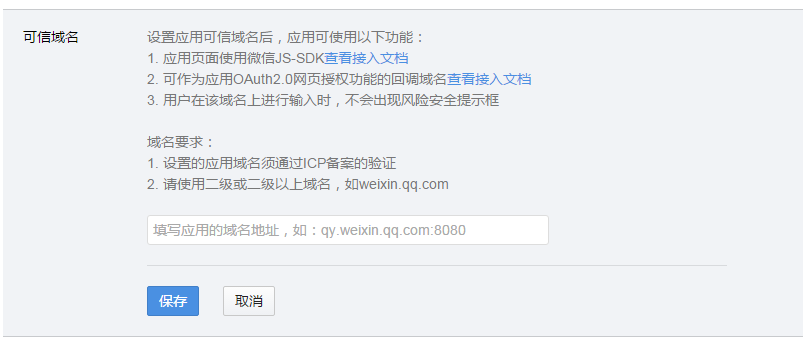 可信域名
设置应用可信域名后，应用可使用以下功能：
1. 应用页面使用微信JS-SDK查看接入文档
2. 可作为应用OAuth2.0网页授权功能的回调域名查看接入文档
3. 用户在该域名上进行输入时，不会出现风险安全提示框
域名要求：
1. 设置的应用域名须通过ICP备案的验证
2. 请使用二级或二级以上域名，如weixin.qq.com
填写应用的域名地址，如：qy.weixin.qq.com:8080
保存 取消